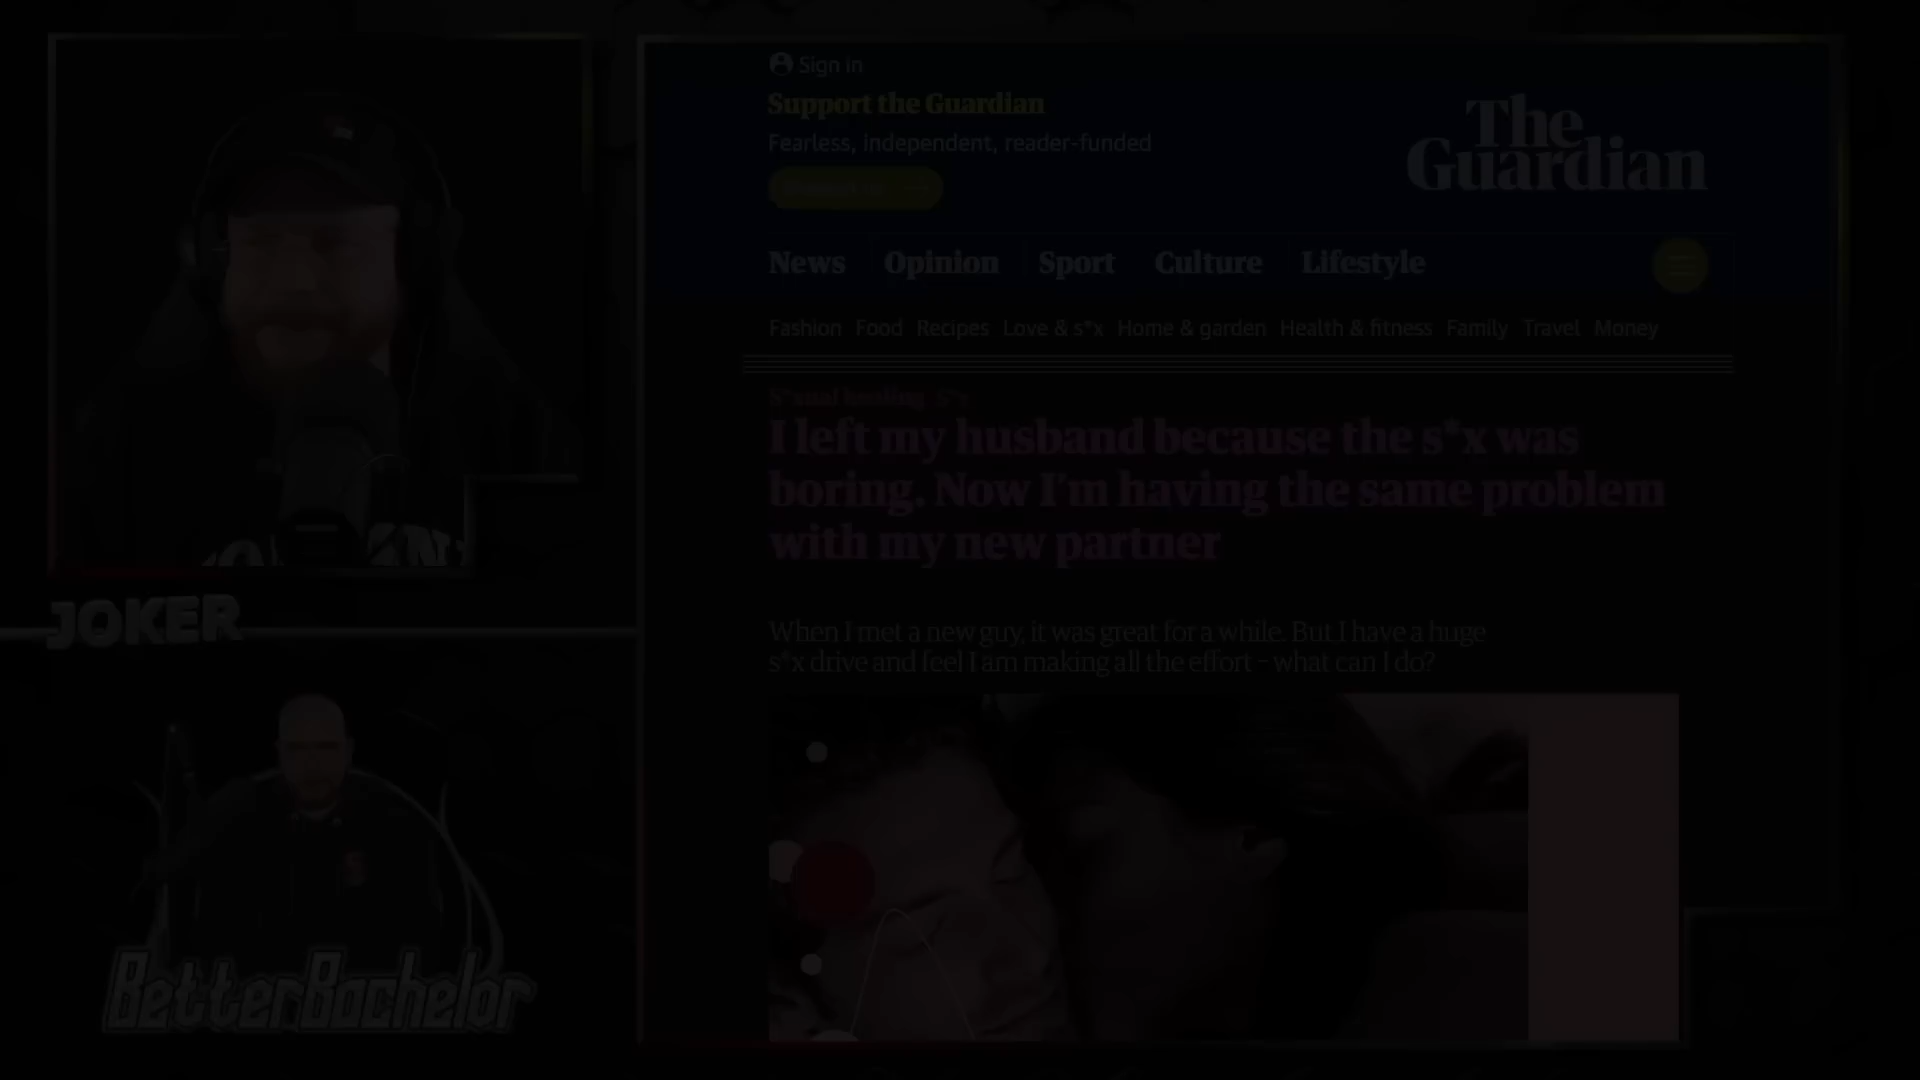 Sign in
Support the Guardian
Fearless, independent, reader-funded
The
Guardian
News Opinion Sport Culture Lifestyle
Fashion Food Recipes Love & s*x Home & garden Health & fitness Family Travel Money
S*xual healing S*x
I left my husband because the s*x was
boring. Now I'm having the same problem
with my new partner
When I met a new guy, it was great for a while. But I have a huge
s*x drive and feel I am making all the effort - what can I do?
JOKER
BetterBachelor